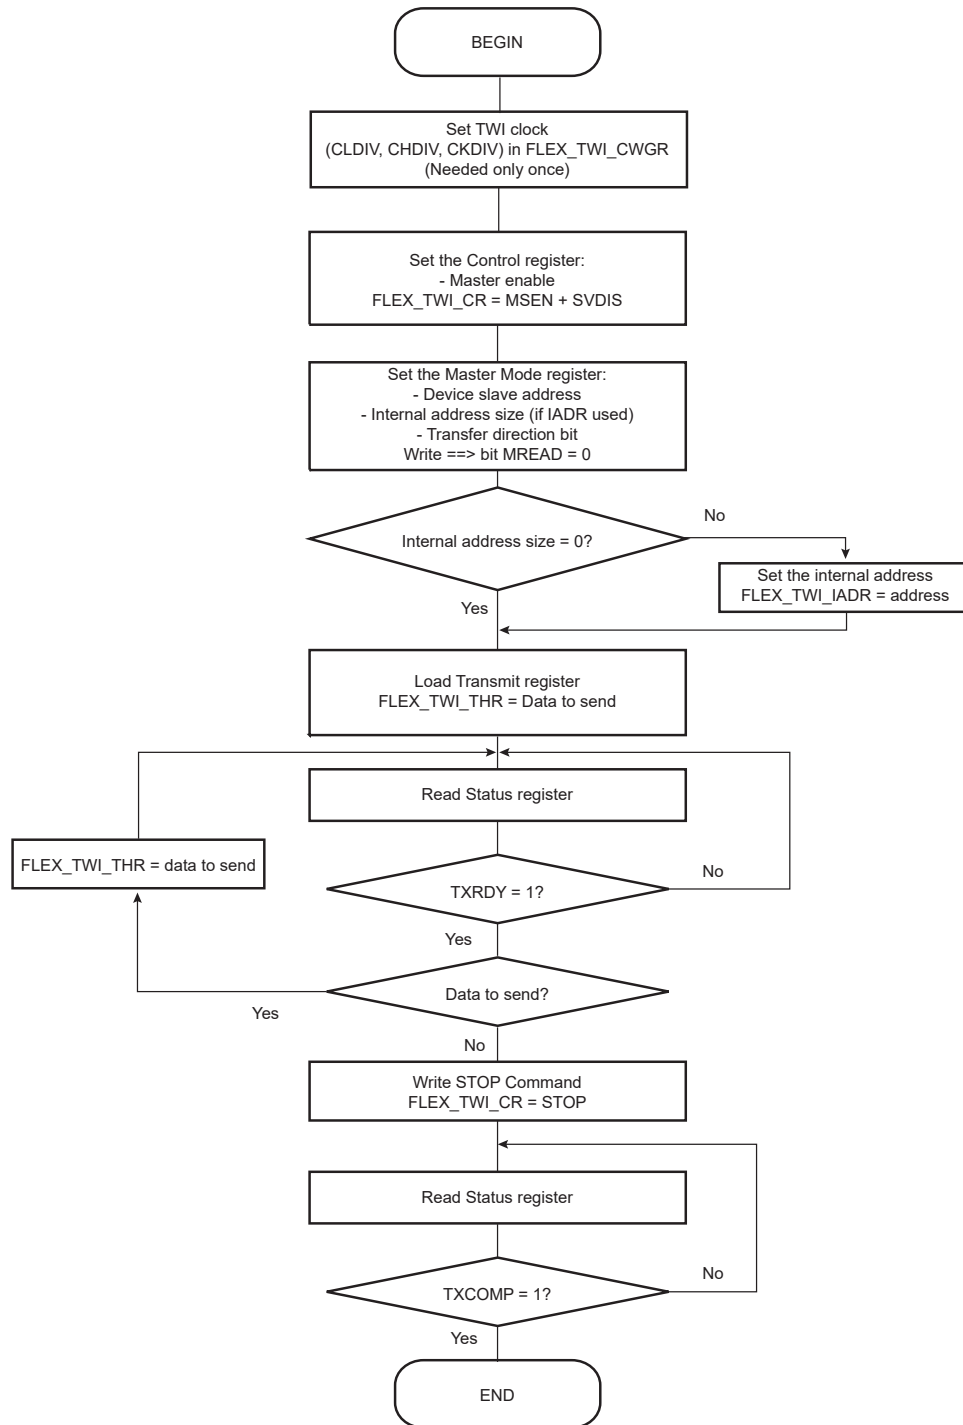 BEGIN
Set TWI clock
(CLDIV, CHDIV, CKDIV) in FLEX_TWI_CWGR
(Needed only once)
Set the Control register:
- Master enable
FLEX_TWI_CR = MSEN + SVDIS
Set the Master Mode register:
- Device slave address
- Internal address size (if IADR used)
- Transfer direction bit
Write ==> bit MREAD = 0
No
Internal address size = 0?
Set the internal address
FLEX_TWI_IADR = address
Yes
Load Transmit register
FLEX_TWI_THR = Data to send
Read Status register
FLEX_TWI_THR = data to send
No
TXRDY = 1?
Yes
Data to send?
Yes
No
Write STOP Command
FLEX_TWI_CR = STOP
Read Status register
No
TXCOMP = 1?
Yes
END